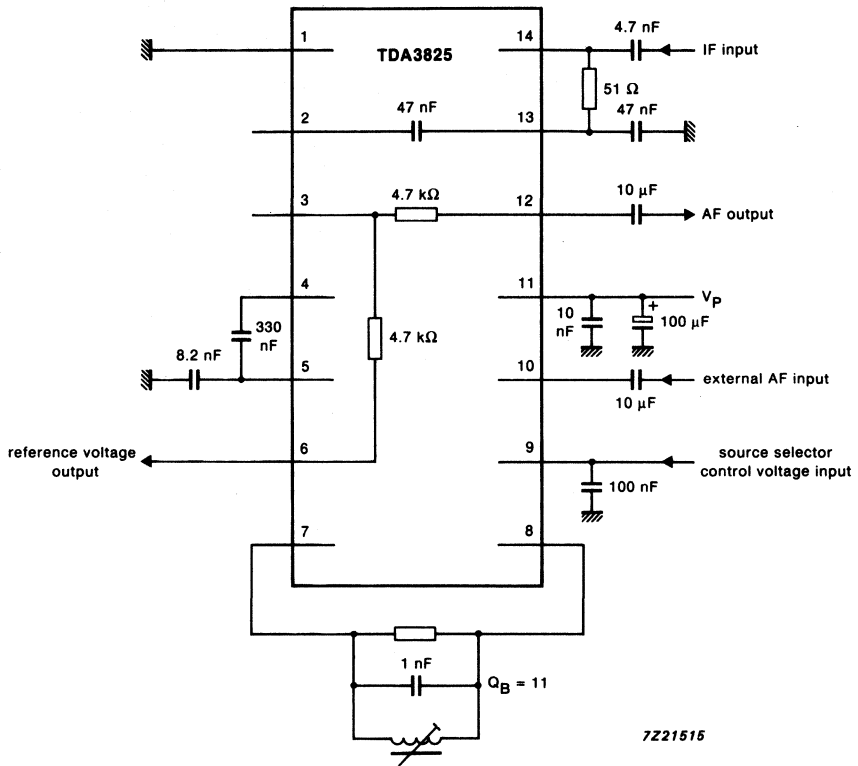 1
TDA3825
14
4.7 nF
IF input
51 Ω
2
47 nF
13
47 nF
3
4.7 kΩ
12
10 µF
AF output
4
11
+
V_P
330
nF
10
nF
100 µF
4.7 kΩ
8.2 nF
5
10
external AF input
10 µF
reference voltage
output
6
9
source selector
control voltage input
100 nF
7
8
1 nF
Q_B = 11
7Z21515